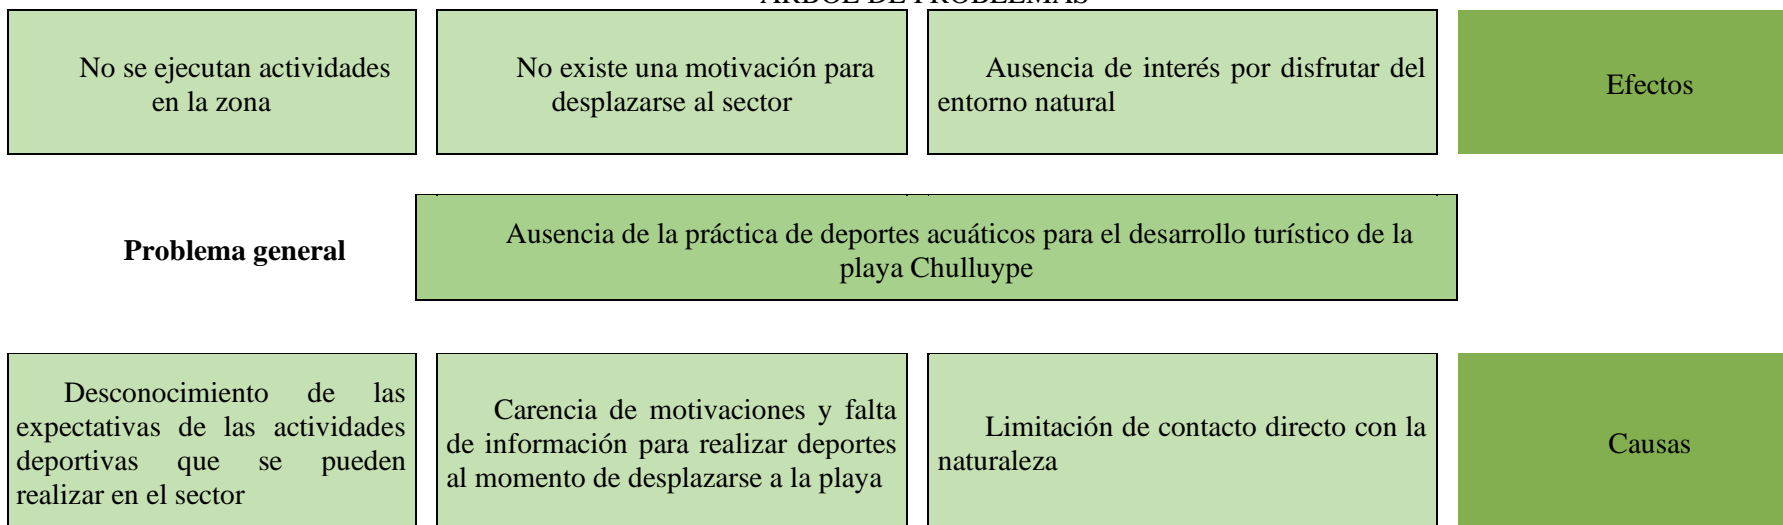 ÁRBOL DE PROBLEMAS
No se ejecutan actividades
en la zona
No existe una motivación para
desplazarse al sector
Ausencia de interés por disfrutar del
entorno natural
Efectos
Problema general
Ausencia de la práctica de deportes acuáticos para el desarrollo turístico de la
playa Chulluype
Desconocimiento de las
expectativas de las actividades
deportivas que se pueden
realizar en el sector
Carencia de motivaciones y falta
de información para realizar deportes
al momento de desplazarse a la playa
Limitación de contacto directo con la
naturaleza
Causas